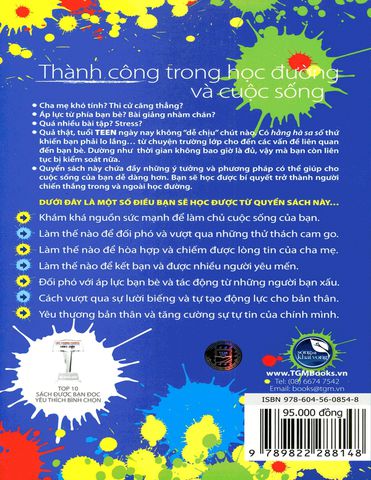 Thành công trong học đường
và cuộc sống
• Cha mẹ khó tính? Thi cử căng thẳng?
• Áp lực từ phía bạn bè? Bài giảng nhàm chán?
• Quá nhiều bài tập? Stress?
• Quả thật, tuổi TEEN ngày nay không "dễ chịu" chút nào. Có hằng hà sa số thứ
khiến bạn phải lo lắng... từ chuyện trường lớp cho đến các vấn đề liên quan
đến bạn bè. Dường như thời gian không bao giờ là đủ, vậy mà bạn còn liên
tục bị kiểm soát nữa.
• Quyển sách này chứa đầy những ý tưởng và phương pháp có thể giúp cho
cuộc sống của bạn dễ dàng hơn. Bạn sẽ học được bí quyết trở thành người
chiến thắng trong và ngoài học đường.
DƯỚI ĐÂY LÀ MỘT SỐ ĐIỀU BẠN SẼ HỌC ĐƯỢC TỪ QUYỂN SÁCH NÀY...
Khám khá nguồn sức mạnh để làm chủ cuộc sống của bạn.
Làm thế nào để đối phó và vượt qua những thử thách cam go.
Làm thế nào để hòa hợp và chiếm được lòng tin của cha mẹ.
Làm thế nào để kết bạn và được nhiều người yêu mến.
Đối phó với áp lực bạn bè và tác động từ những người bạn xấu.
Cách vượt qua sự lười biếng và tự tạo động lực cho bản thân.
Yêu thương bản thân và tăng cường sự tự tin của chính mình.
TOP 10
SÁCH ĐƯỢC BẠN ĐỌC
YÊU THÍCH BÌNH CHỌN
TGM
sống
khát vọng
www.TGMBooks.vn
Tel: (08) 6674 7542
Email: books@tgm.vn
ISBN 978-604-56-0854-8
95.000 đồng
9 789822 288148